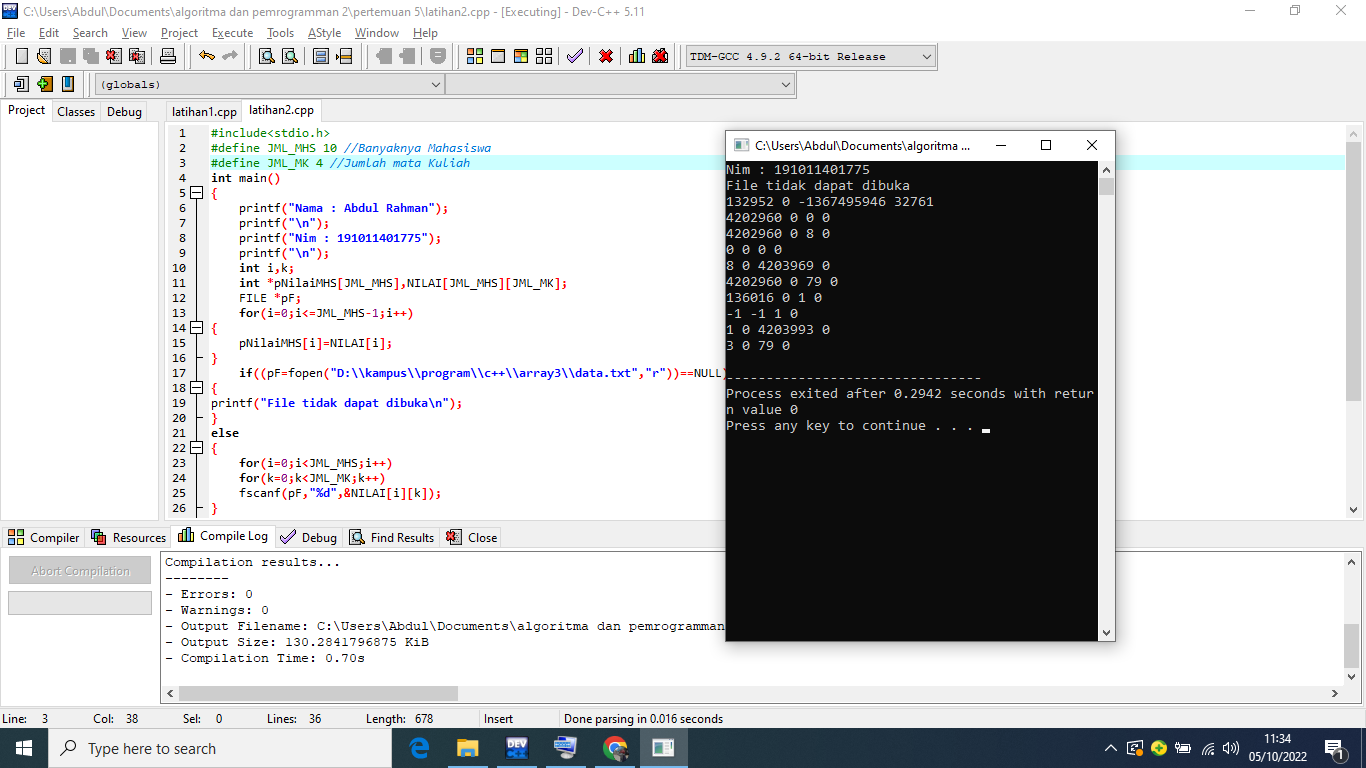 C:\Users\Abdul\Documents\algoritma dan pemrogramman 2\pertemuan 5\latihan2.cpp - [Executing] - Dev-C++ 5.11
File Edit Search View Project Execute Tools AStyle Window Help
TDM-GCC 4.9.2 64-bit Release
(globals)
Project Classes Debug
latihan1.cpp latihan2.cpp
1 #include<stdio.h>
2 #define JML_MHS 10 //Banyaknya Mahasiswa
3 #define JML_MK 4 //Jumlah mata Kuliah
4 int main()
5 {
6 printf("Nama : Abdul Rahman");
7 printf("\n");
8 printf("Nim : 191011401775");
9 printf("\n");
10 int i,k;
11 int *pNilaiMHS[JML_MHS],NILAI[JML_MHS][JML_MK];
12 FILE *pF;
13 for(i=0;i<=JML_MHS-1;i++)
14 {
15 pNilaiMHS[i]=NILAI[i];
16 }
17 if((pF=fopen("D:\\kampus\\program\\c++\\array3\\data.txt","r"))==NULL)
18 {
19 printf("File tidak dapat dibuka\n");
20 }
21 else
22 {
23 for(i=0;i<JML_MHS;i++)
24 for(k=0;k<JML_MK;k++)
25 fscanf(pF,"%d",&NILAI[i][k]);
26 }
C:\Users\Abdul\Documents\algoritma ...
Nim : 191011401775
File tidak dapat dibuka
132952 0 -1367495946 32761
4202960 0 0 0
4202960 0 8 0
0 0 0 0
8 0 4203969 0
4202960 0 79 0
136016 0 1 0
-1 -1 1 0
1 0 4203993 0
3 0 79 0
--------------------------------
Process exited after 0.2942 seconds with retur
n value 0
Press any key to continue . . .
Compiler Resources Compile Log Debug Find Results Close
Abort Compilation
Compilation results...
--------
- Errors: 0
- Warnings: 0
- Output Filename: C:\Users\Abdul\Documents\algoritma dan pemrogramman
- Output Size: 130.2841796875 KiB
- Compilation Time: 0.70s
Line: 3 Col: 38 Sel: 0 Lines: 36 Length: 678 Insert Done parsing in 0.016 seconds
Type here to search
DEV
11:34
05/10/2022
1